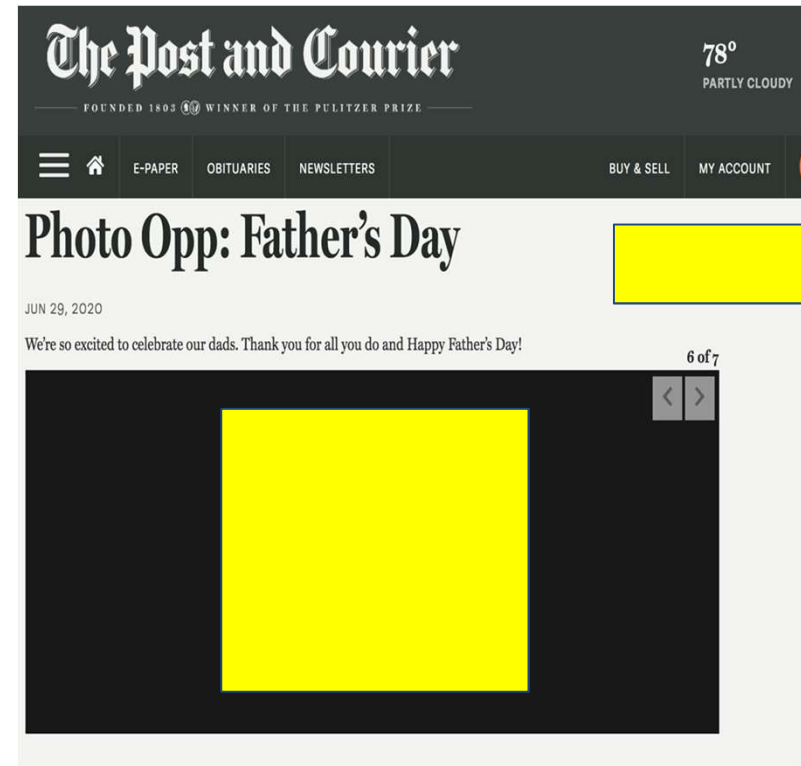 The Post and Courier
FOUNDED 1803 WINNER OF THE PULITZER PRIZE
78°
PARTLY CLOUDY
E-PAPER OBITUARIES NEWSLETTERS BUY & SELL MY ACCOUNT
Photo Opp: Father's Day
JUN 29, 2020
We're so excited to celebrate our dads. Thank you for all you do and Happy Father's Day!
6 of 7